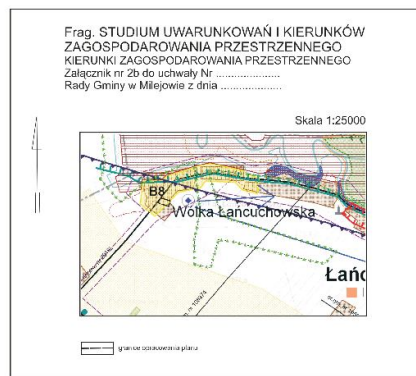 Frag. STUDIUM UWARUNKOWAŃ I KIERUNKÓW
ZAGOSPODAROWANIA PRZESTRZENNEGO
KIERUNKI ZAGOSPODAROWANIA PRZESTRZENNEGO
Załącznik nr 2b do uchwały Nr .....................
Rady Gminy w Milejowie z dnia ....................
Skala 1:25000
B8
Wólka Łańcuchowska
Łańc
granice opracowania planu